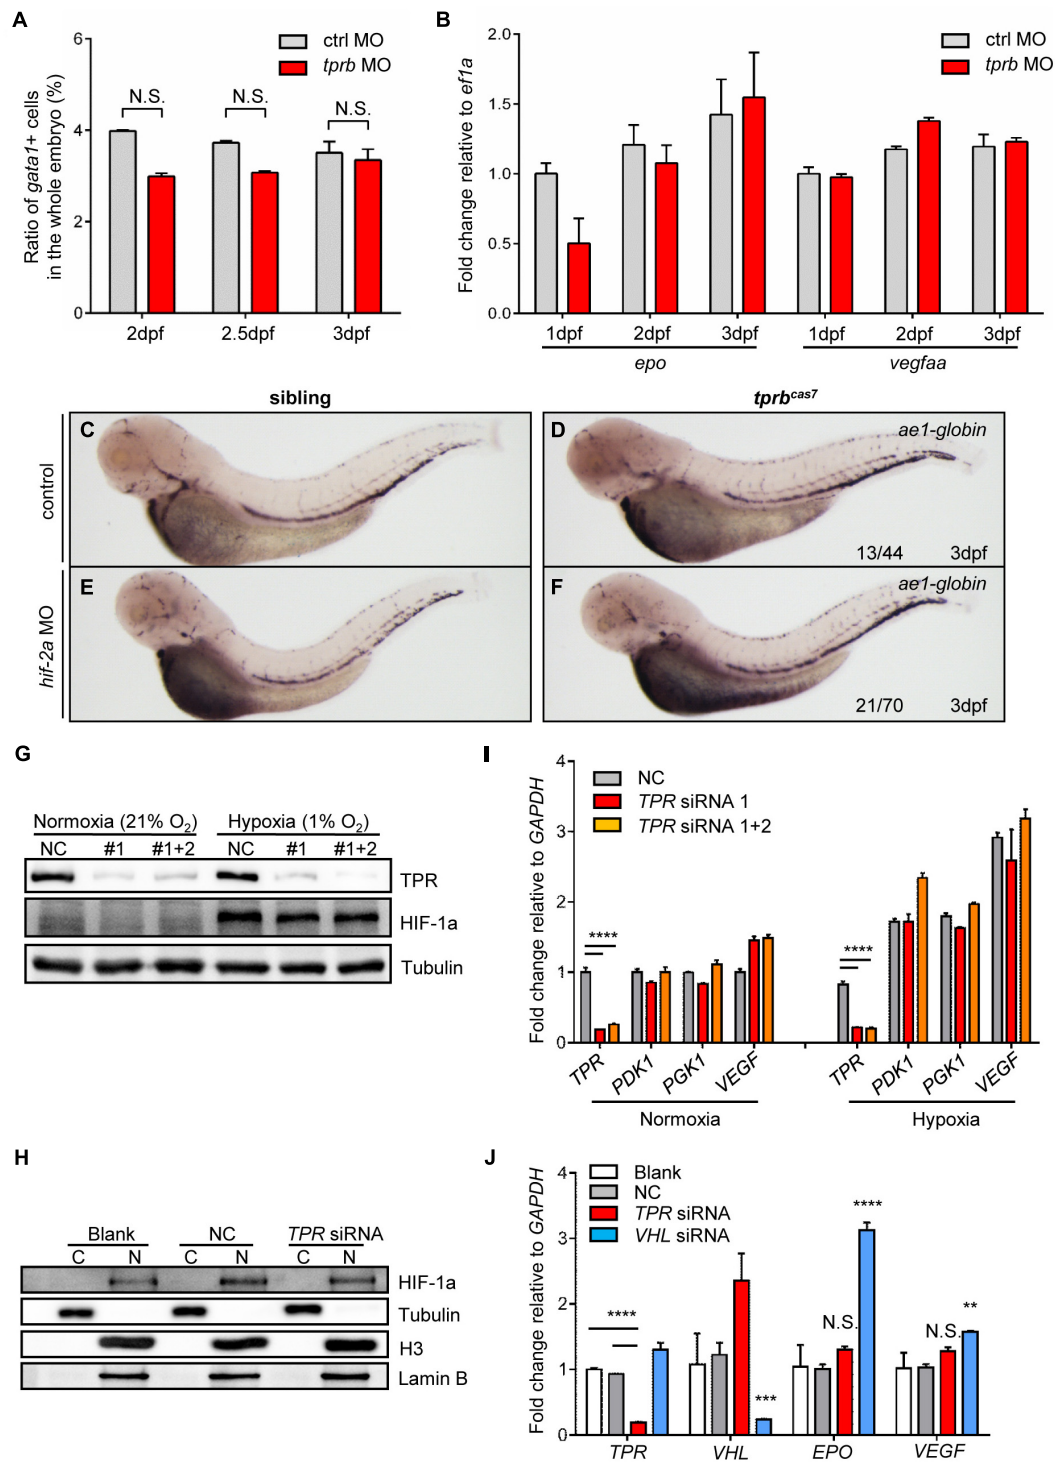 A
6
4
2
0
Ratio of gata1+ cells
in the whole embryo (%)
ctrl MO
tprb MO
N.S.
N.S.
N.S.
2dpf
2.5dpf
3dpf
B
2.0
1.5
1.0
0.5
0.0
Fold change relative to ef1a
ctrl MO
tprb MO
1dpf 2dpf 3dpf 1dpf 2dpf 3dpf
epo
vegfaa
sibling
tprbcas7
control
C
D
ae1-globin
13/44
3dpf
hif-2a MO
E
F
ae1-globin
21/70
3dpf
G
Normoxia (21% O2)
Hypoxia (1% O2)
NC #1 #1+2 NC #1 #1+2
TPR
HIF-1a
Tubulin
I
4
3
2
1
0
Fold change relative to GAPDH
NC
TPR siRNA 1
TPR siRNA 1+2
****
****
TPR PDK1 PGK1 VEGF TPR PDK1 PGK1 VEGF
Normoxia
Hypoxia
H
Blank
NC
TPR siRNA
C N C N C N
HIF-1a
Tubulin
H3
Lamin B
J
4
3
2
1
0
Fold change relative to GAPDH
Blank
NC
TPR siRNA
VHL siRNA
****
***
N.S.
****
N.S.
**
TPR
VHL
EPO
VEGF